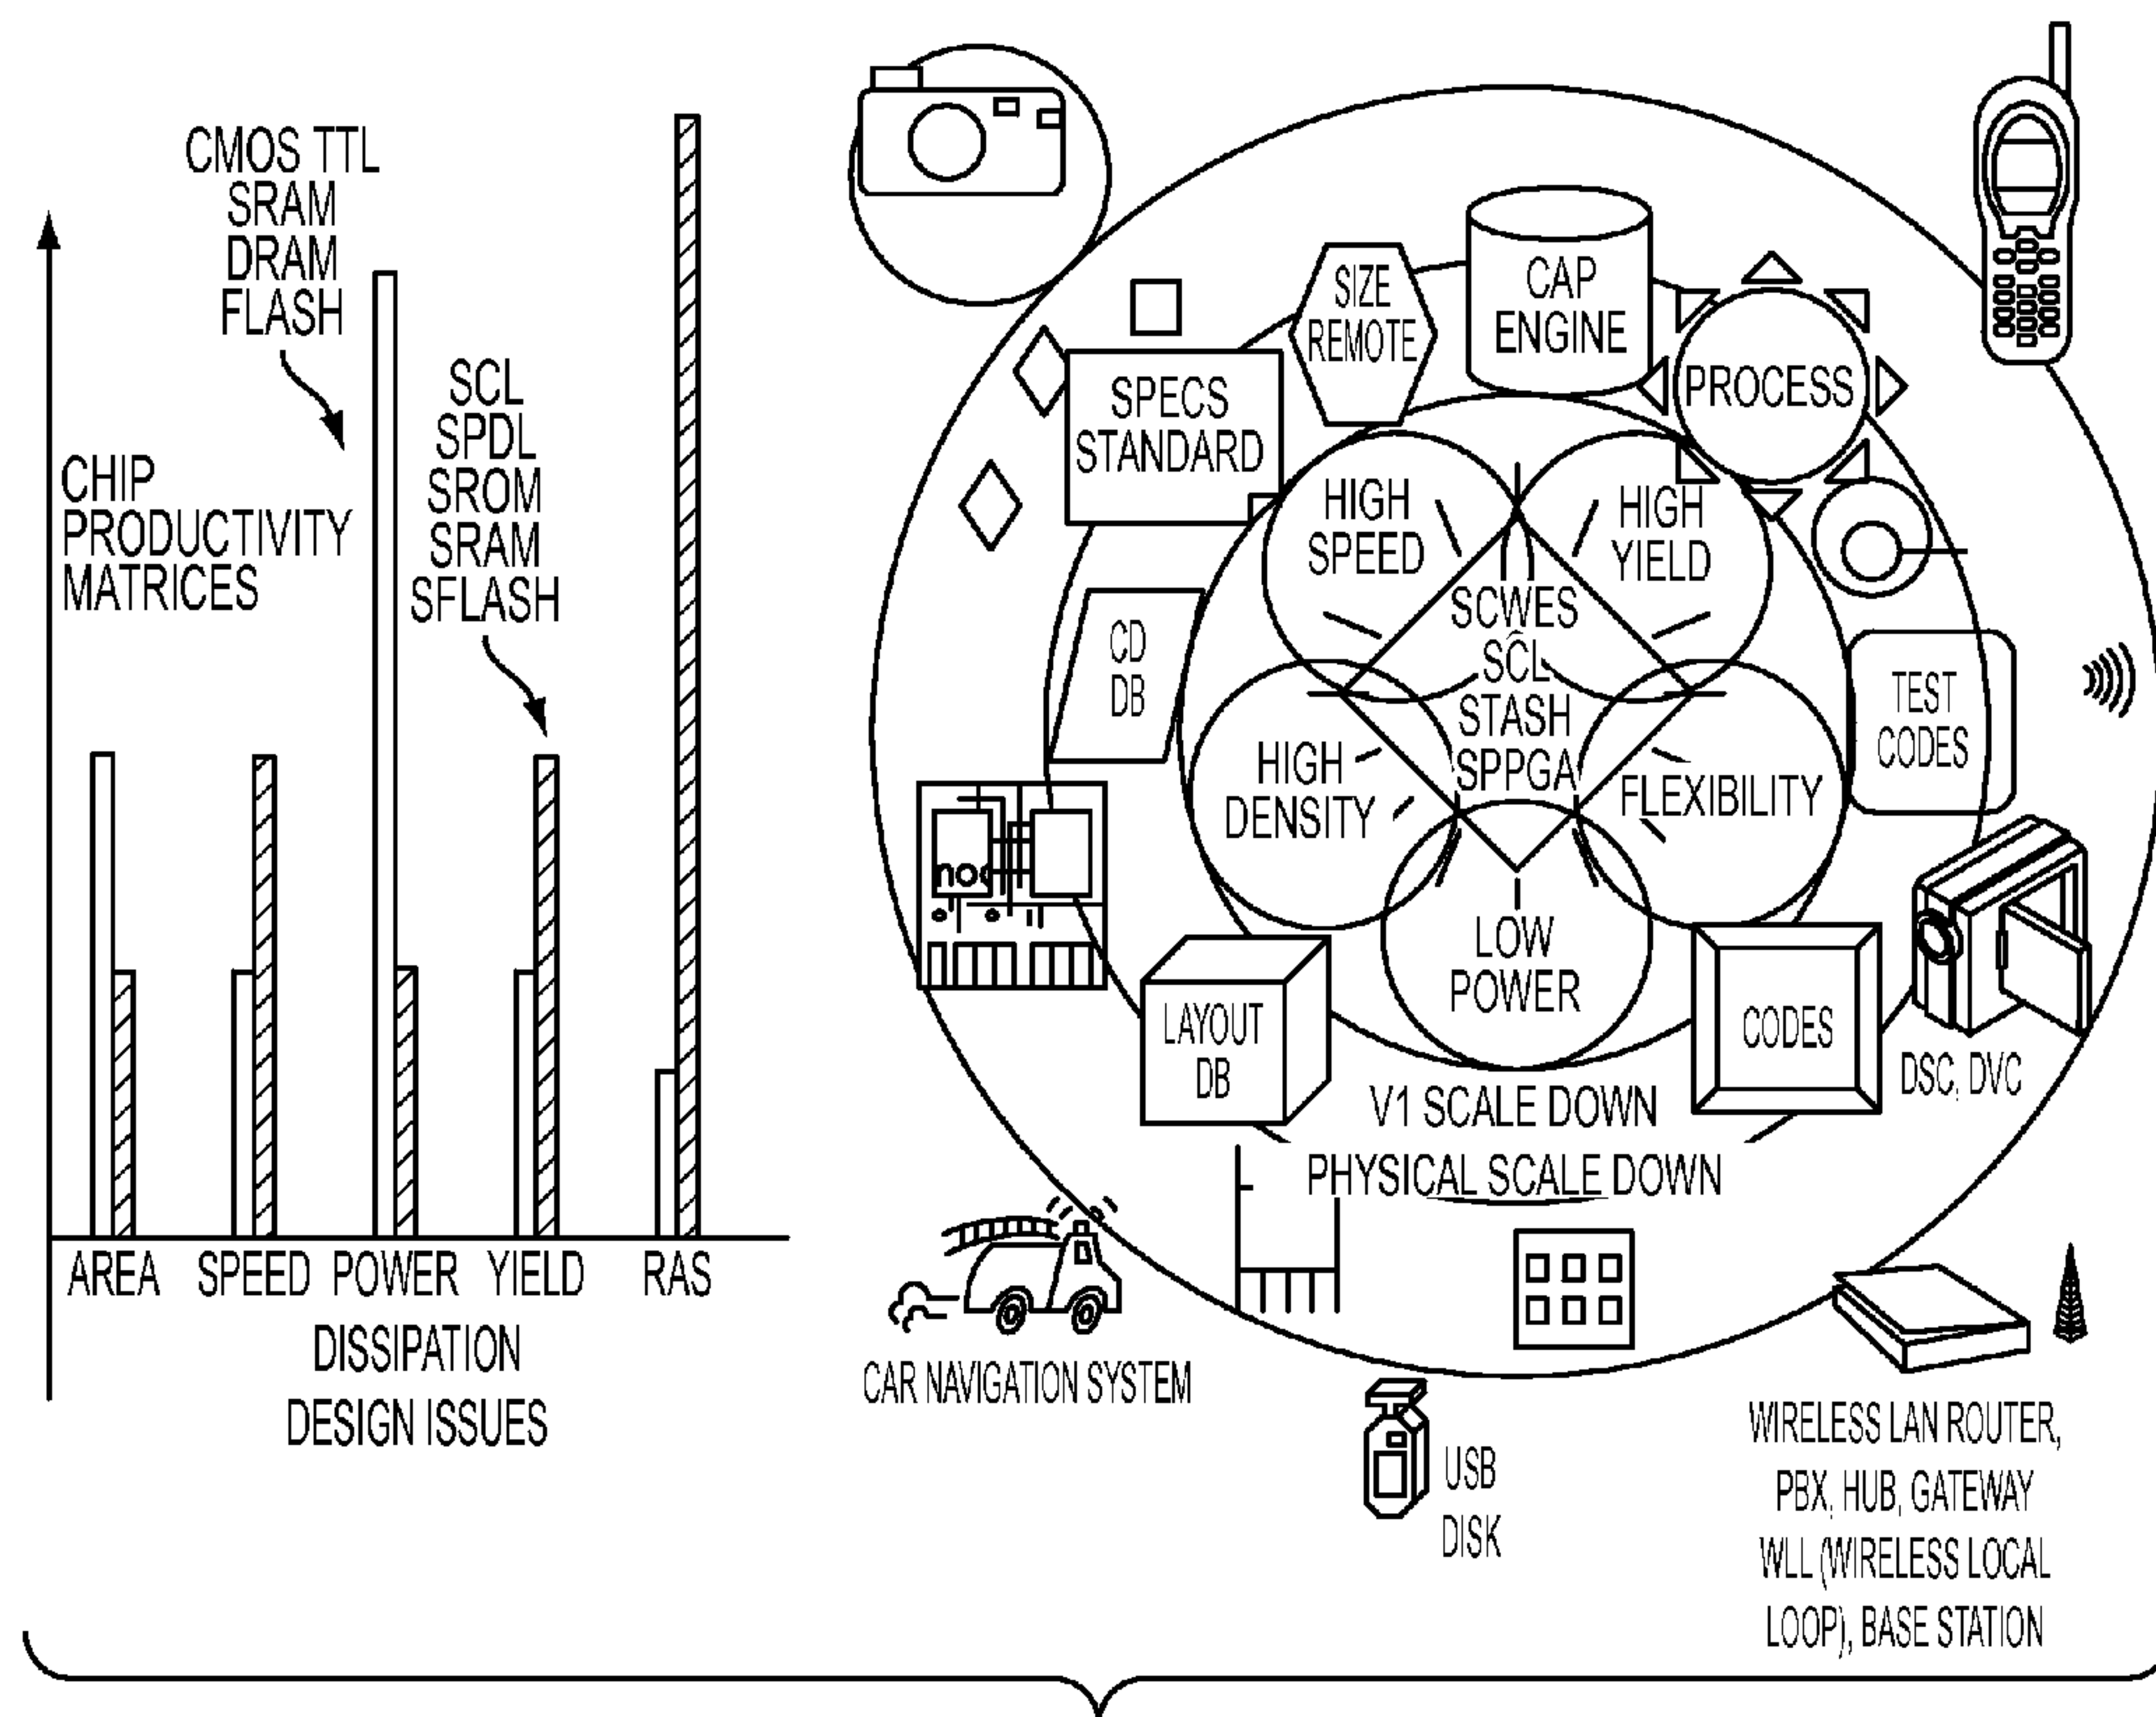 CMOS TTL
SRAM
DRAM
FLASH
SCL
SPDL
SROM
SRAM
SFLASH
CHIP
PRODUCTIVITY
MATRICES
AREA
SPEED
POWER
YIELD
RAS
DISSIPATION
DESIGN ISSUES
SIZE
REMOTE
CAP
ENGINE
PROCESS
SPECS
STANDARD
HIGH
SPEED
HIGH
YIELD
SCWES
SCL
STASH
SPPGA
CD
DB
TEST
CODES
HIGH
DENSITY
FLEXIBILITY
LOW
POWER
LAYOUT
DB
CODES
DSC, DVC
V1 SCALE DOWN
PHYSICAL SCALE DOWN
CAR NAVIGATION SYSTEM
USB
DISK
WIRELESS LAN ROUTER,
PBX, HUB, GATEWAY
WLL (WIRELESS LOCAL
LOOP), BASE STATION